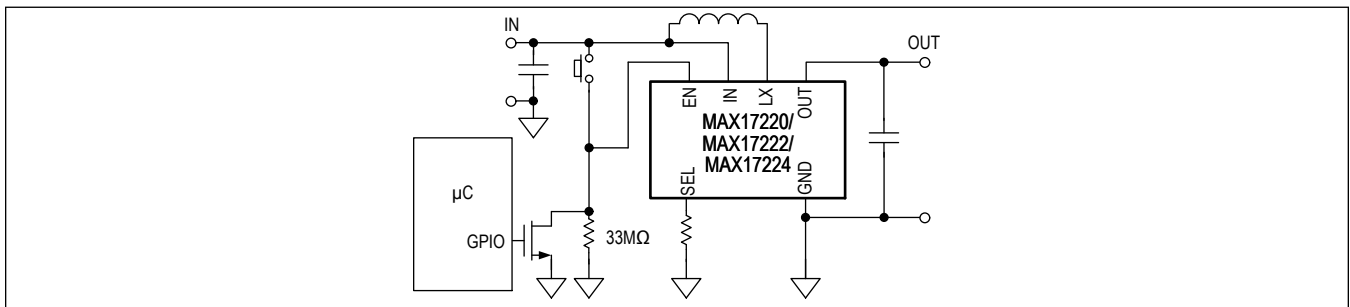 IN
OUT
EN
IN
LX
OUT
MAX17220/
MAX17222/
MAX17224
SEL
GND
µC
GPIO
33MΩ